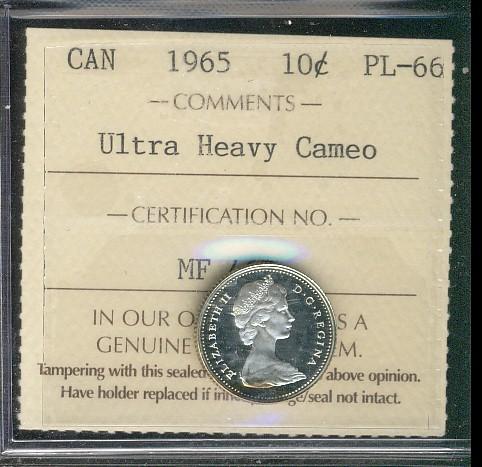 CAN 1965 10¢ PL-66
— COMMENTS —
Ultra Heavy Cameo
— CERTIFICATION NO. —
MF
IN OUR O S A
GENUINE M.
Tampering with this sealed above opinion.
Have holder replaced if in ge/seal not intact.
ELIZABETH II D·G·REGINA